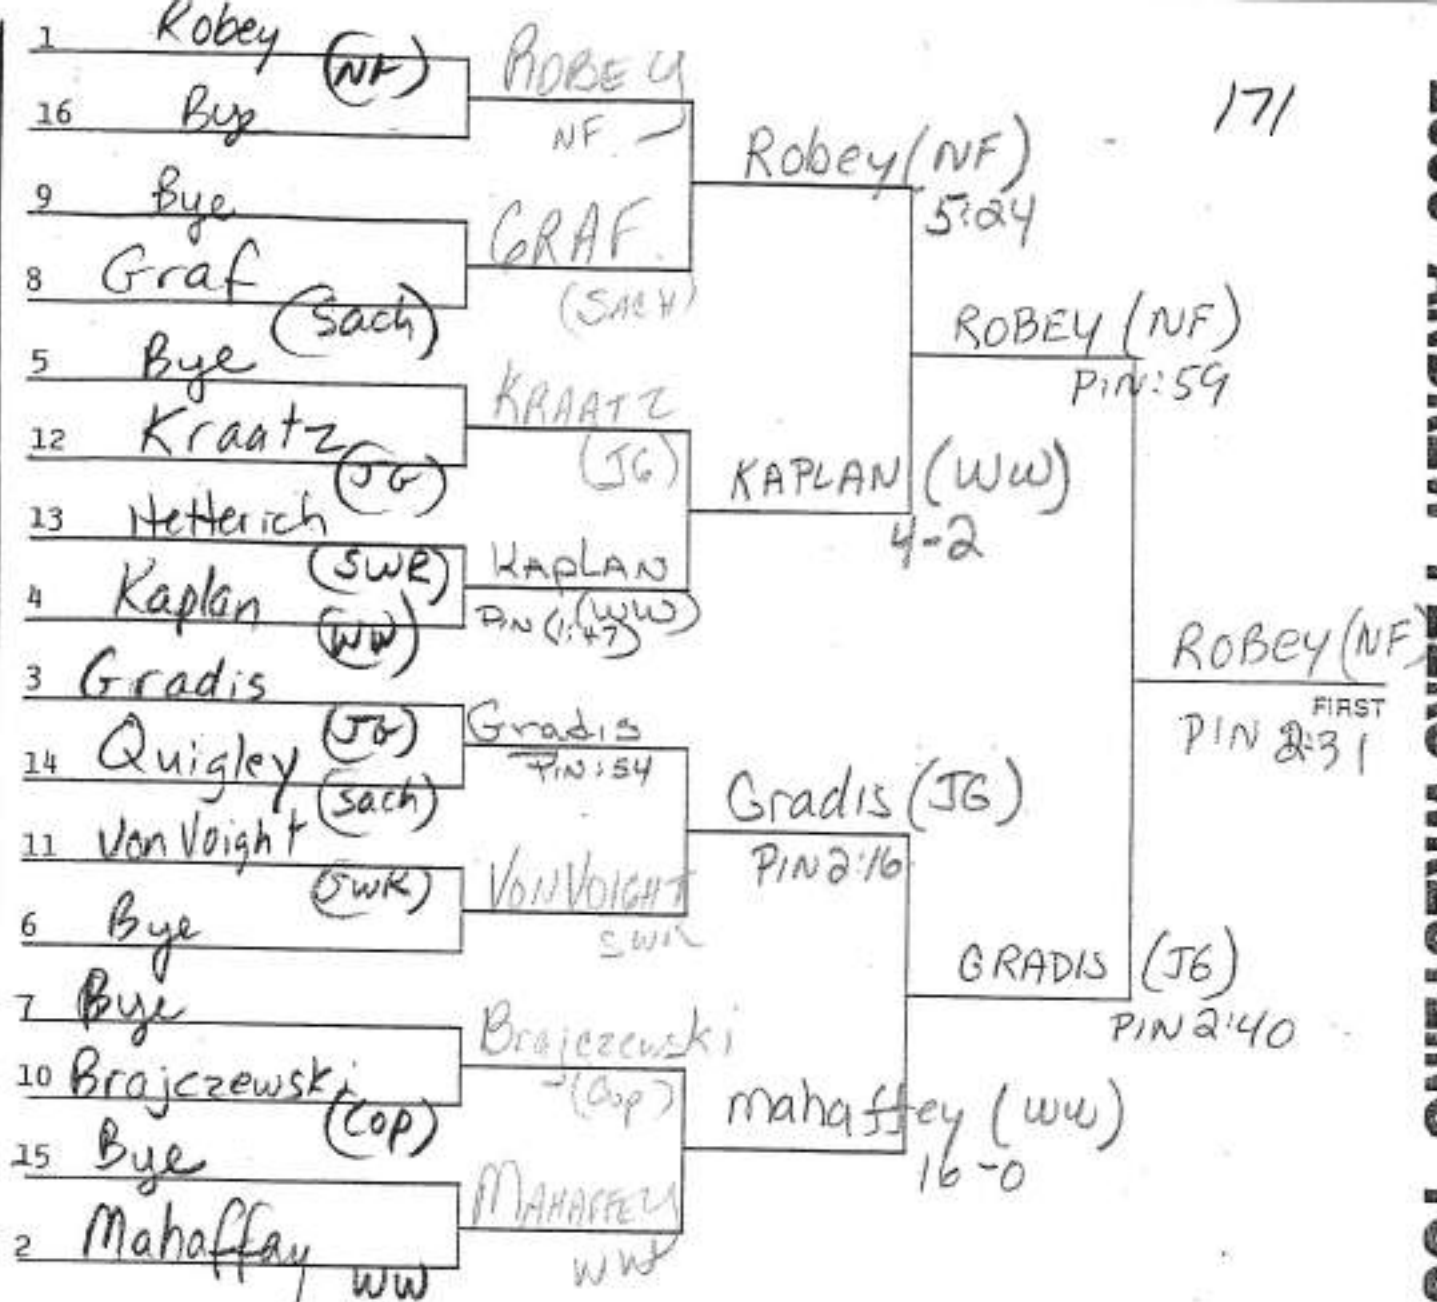 1 Robey (NF)
16 Bye
9 Bye
8 Graf (Sach)
5 Bye
12 Kraatz (JG)
13 Hetterich (SWR)
4 Kaplan (WW)
3 Gradis (JG)
14 Quigley (Sach)
11 Von Voight (SWR)
6 Bye
7 Bye
10 Brajczewski (Cop)
15 Bye
2 Mahaffay WW
ROBEY
NF.
GRAF.
(SACH)
KRAATZ
(JG)
KAPLAN
PIN (1:47) (WW)
Gradis
PIN :54
VON VOIGHT
SWR
Brajczewski
(Cop)
MAHAFFEY
WW
Robey (NF)
5:24
KAPLAN (WW)
4-2
Gradis (JG)
PIN 2:16
mahaffey (WW)
16-0
ROBEY (NF)
PIN :59
GRADIS (JG)
PIN 2:40
171
ROBEY (NF)
FIRST
PIN 2:31